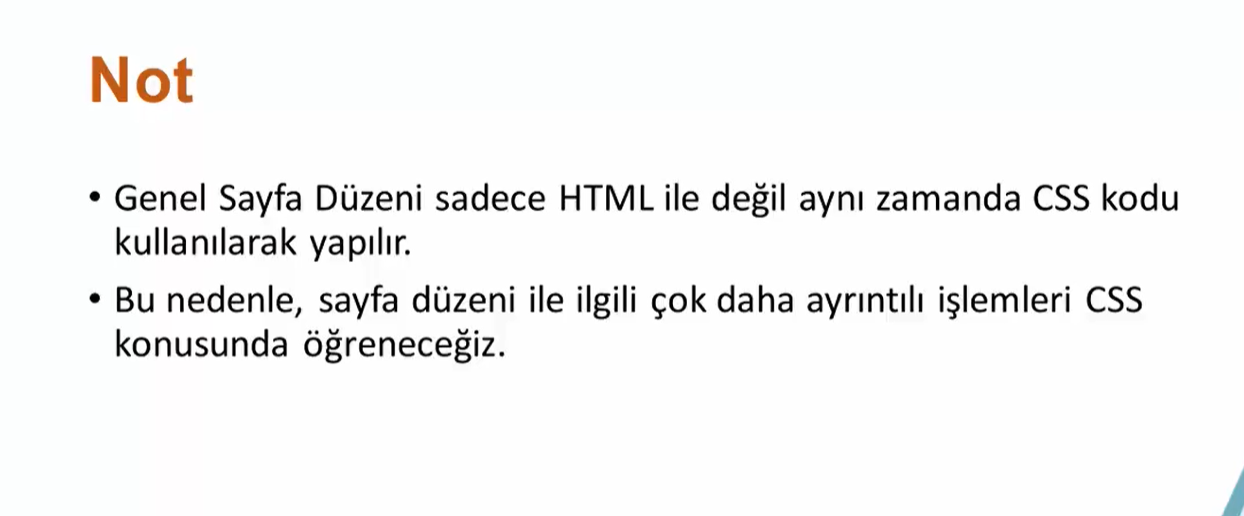 Not
• Genel Sayfa Düzeni sadece HTML ile değil aynı zamanda CSS kodu
kullanılarak yapılır.
• Bu nedenle, sayfa düzeni ile ilgili çok daha ayrıntılı işlemleri CSS
konusunda öğreneceğiz.